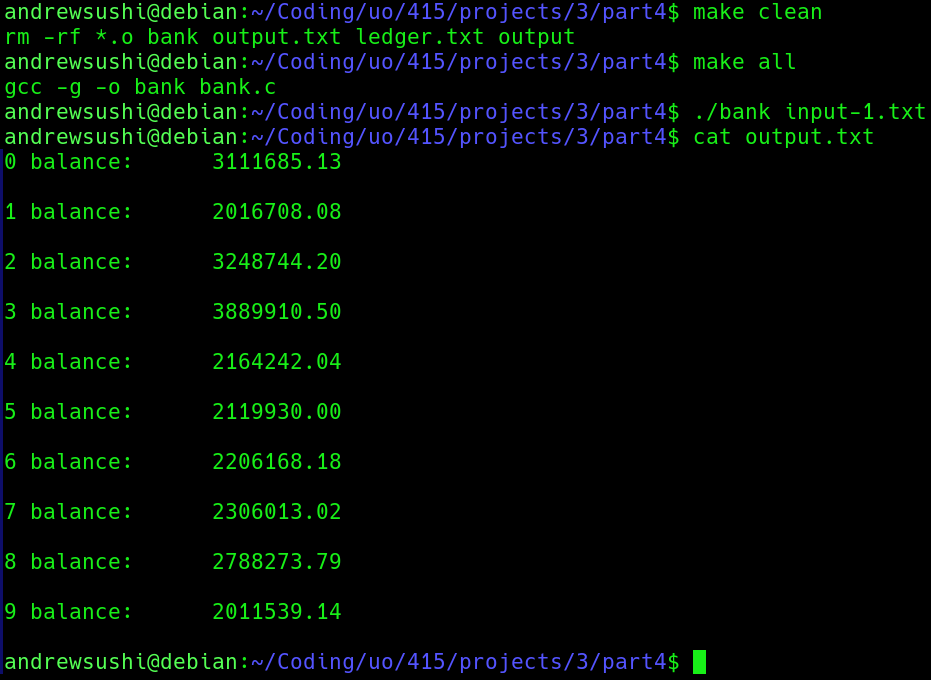 andrewsushi@debian:~/Coding/uo/415/projects/3/part4$ make clean
rm -rf *.o bank output.txt ledger.txt output
andrewsushi@debian:~/Coding/uo/415/projects/3/part4$ make all
gcc -g -o bank bank.c
andrewsushi@debian:~/Coding/uo/415/projects/3/part4$ ./bank input-1.txt
andrewsushi@debian:~/Coding/uo/415/projects/3/part4$ cat output.txt
0 balance:      3111685.13
1 balance:      2016708.08
2 balance:      3248744.20
3 balance:      3889910.50
4 balance:      2164242.04
5 balance:      2119930.00
6 balance:      2206168.18
7 balance:      2306013.02
8 balance:      2788273.79
9 balance:      2011539.14
andrewsushi@debian:~/Coding/uo/415/projects/3/part4$